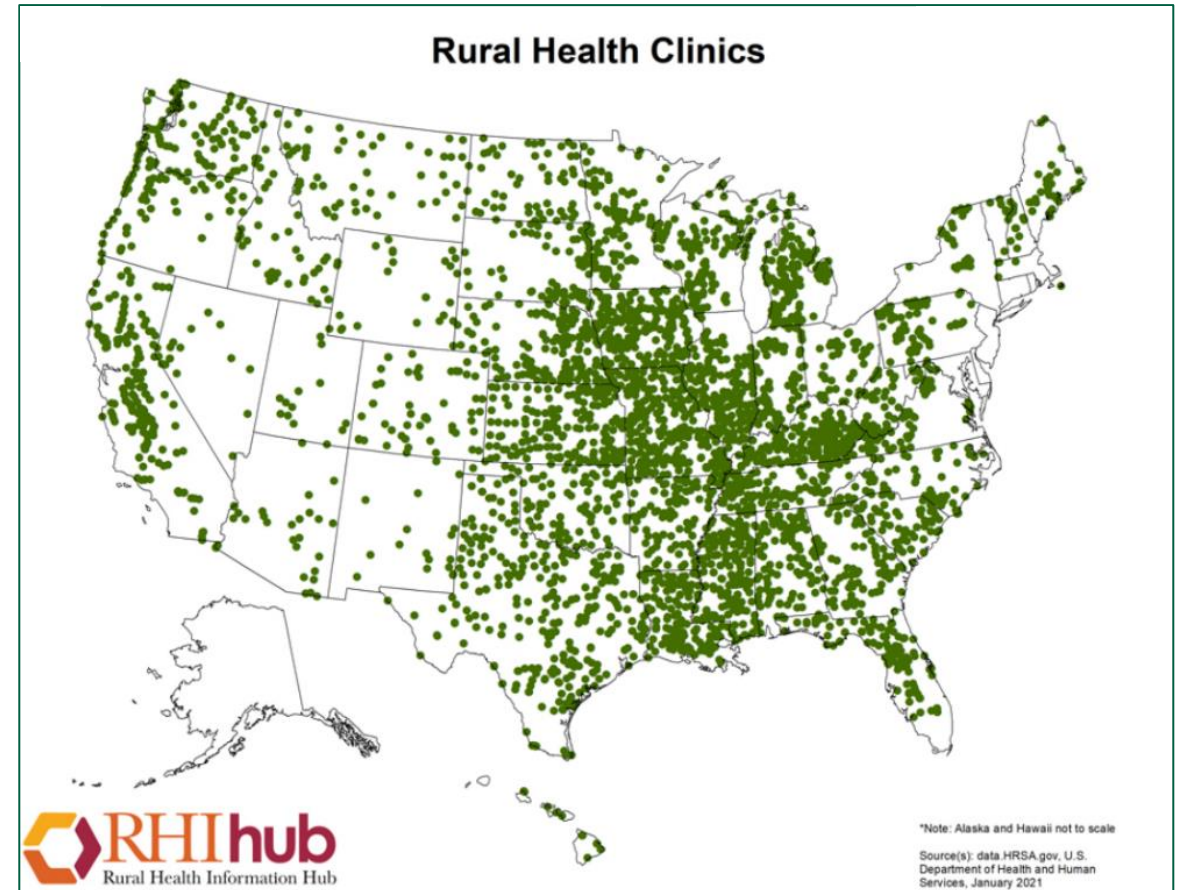 Rural Health Clinics
RHIhub
Rural Health Information Hub
*Note: Alaska and Hawaii not to scale
Source(s): data.HRSA.gov, U.S.
Department of Health and Human
Services, January 2021